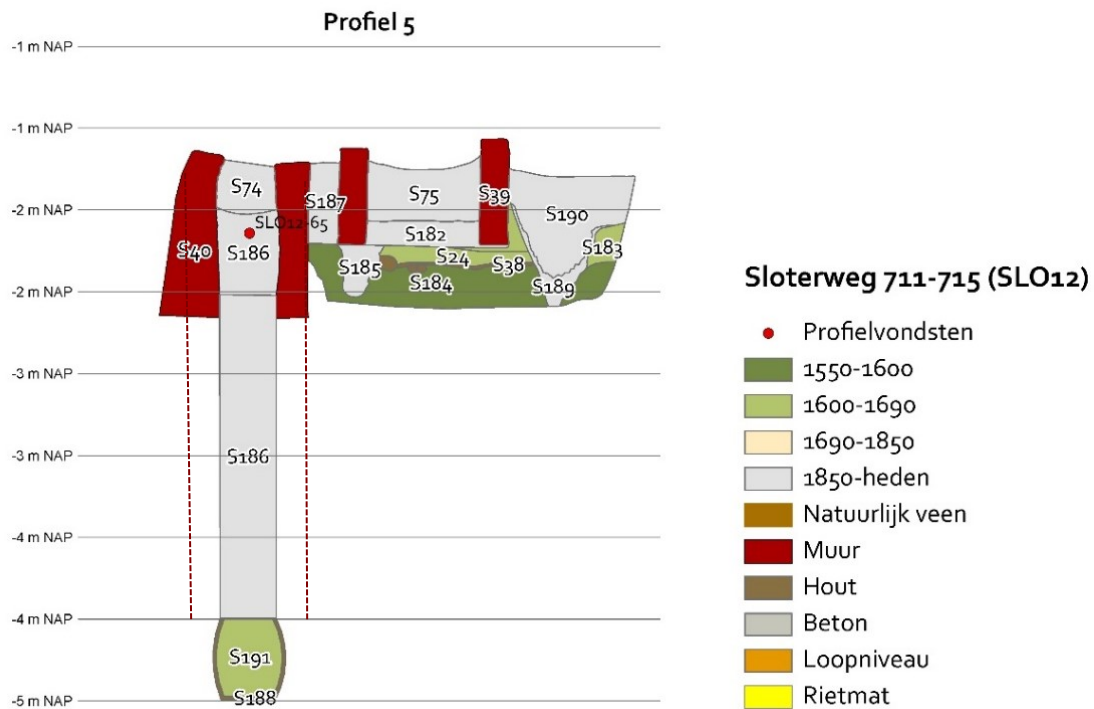 Profiel 5
-1 m NAP
-1 m NAP
S74
S187
S75
S39
-2 m NAP
SLO12-65
S190
S182
S40
S186
S24
S183
S185
S38
S184
S189
-2 m NAP
Sloterweg 711-715 (SLO12)
Profielvondsten
1550-1600
-3 m NAP
1600-1690
1690-1850
-3 m NAP
S186
1850-heden
Natuurlijk veen
-4 m NAP
Muur
Hout
-4 m NAP
Beton
S191
Loopniveau
-5 m NAP
S188
Rietmat